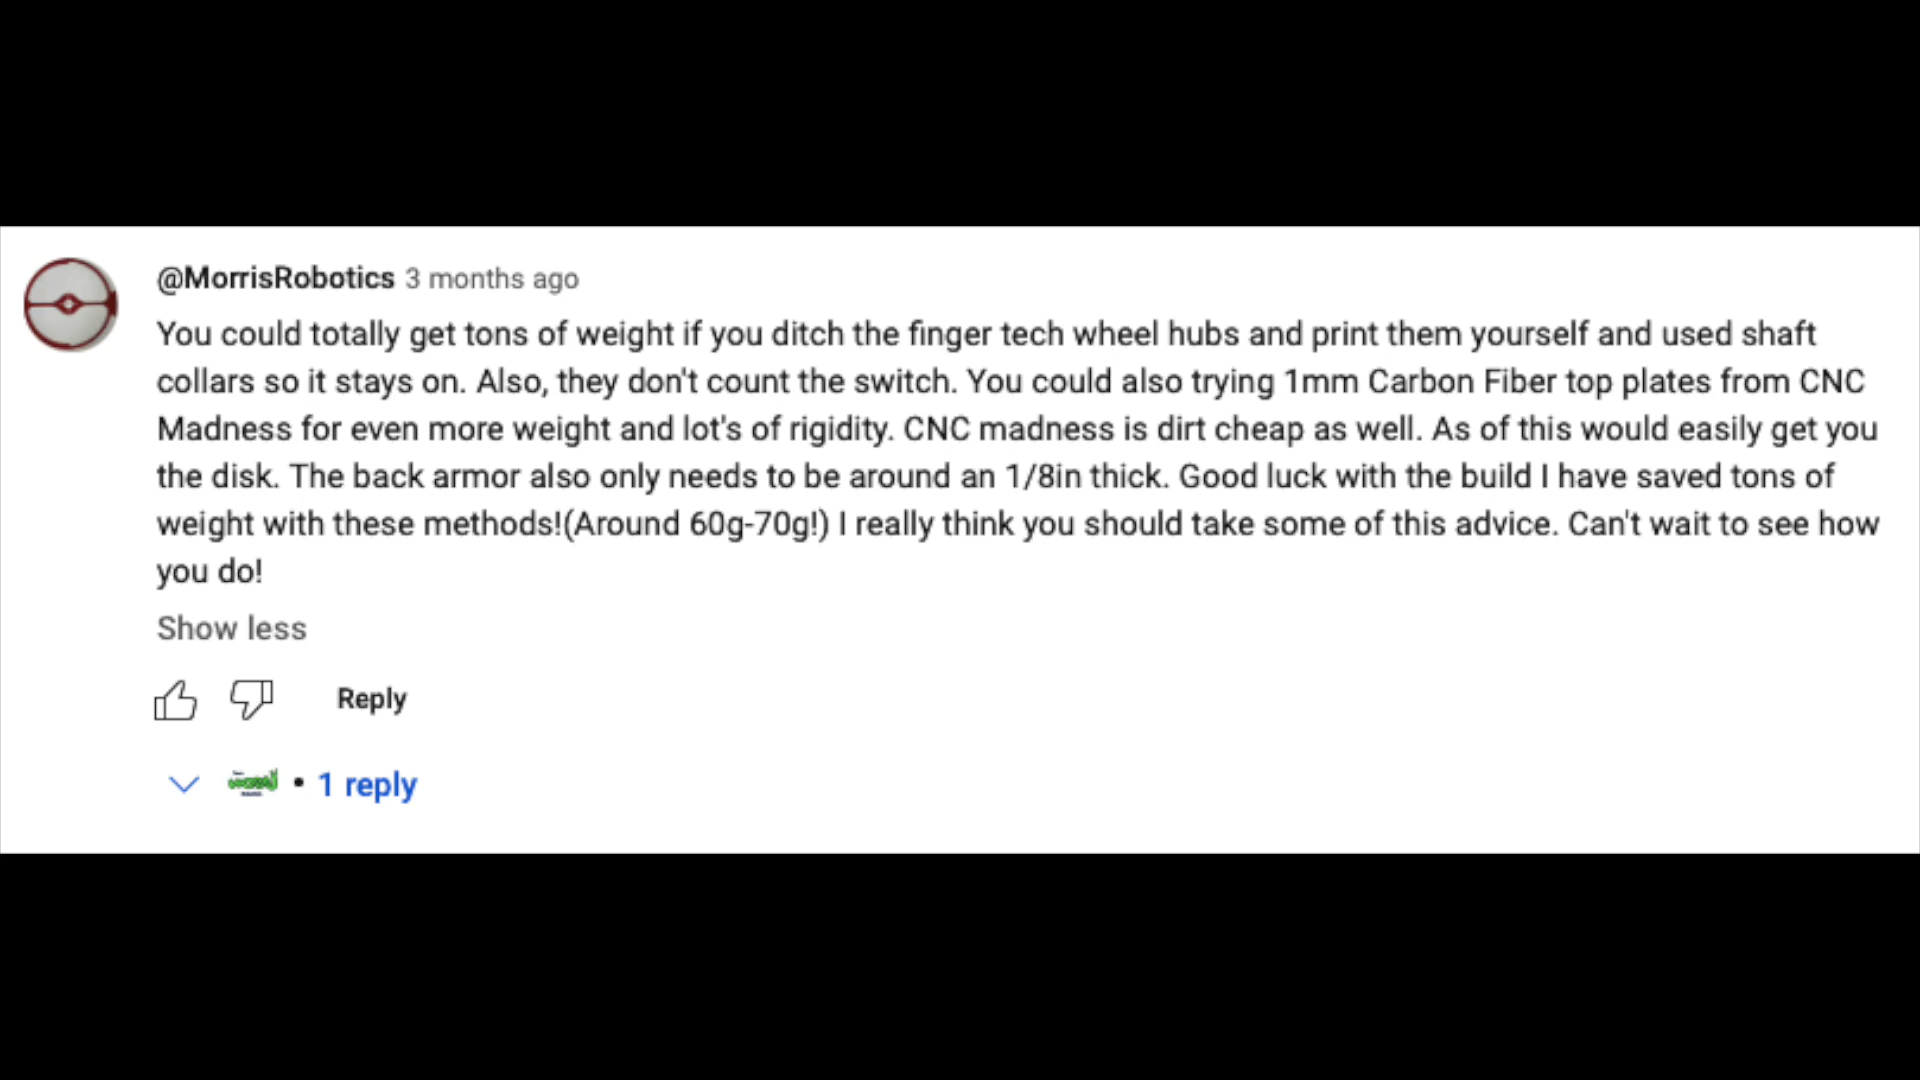 @MorrisRobotics 3 months ago
You could totally get tons of weight if you ditch the finger tech wheel hubs and print them yourself and used shaft
collars so it stays on. Also, they don't count the switch. You could also trying 1mm Carbon Fiber top plates from CNC
Madness for even more weight and lot's of rigidity. CNC madness is dirt cheap as well. As of this would easily get you
the disk. The back armor also only needs to be around an 1/8in thick. Good luck with the build I have saved tons of
weight with these methods!(Around 60g-70g!) I really think you should take some of this advice. Can't wait to see how
you do!
Show less
Reply
• 1 reply